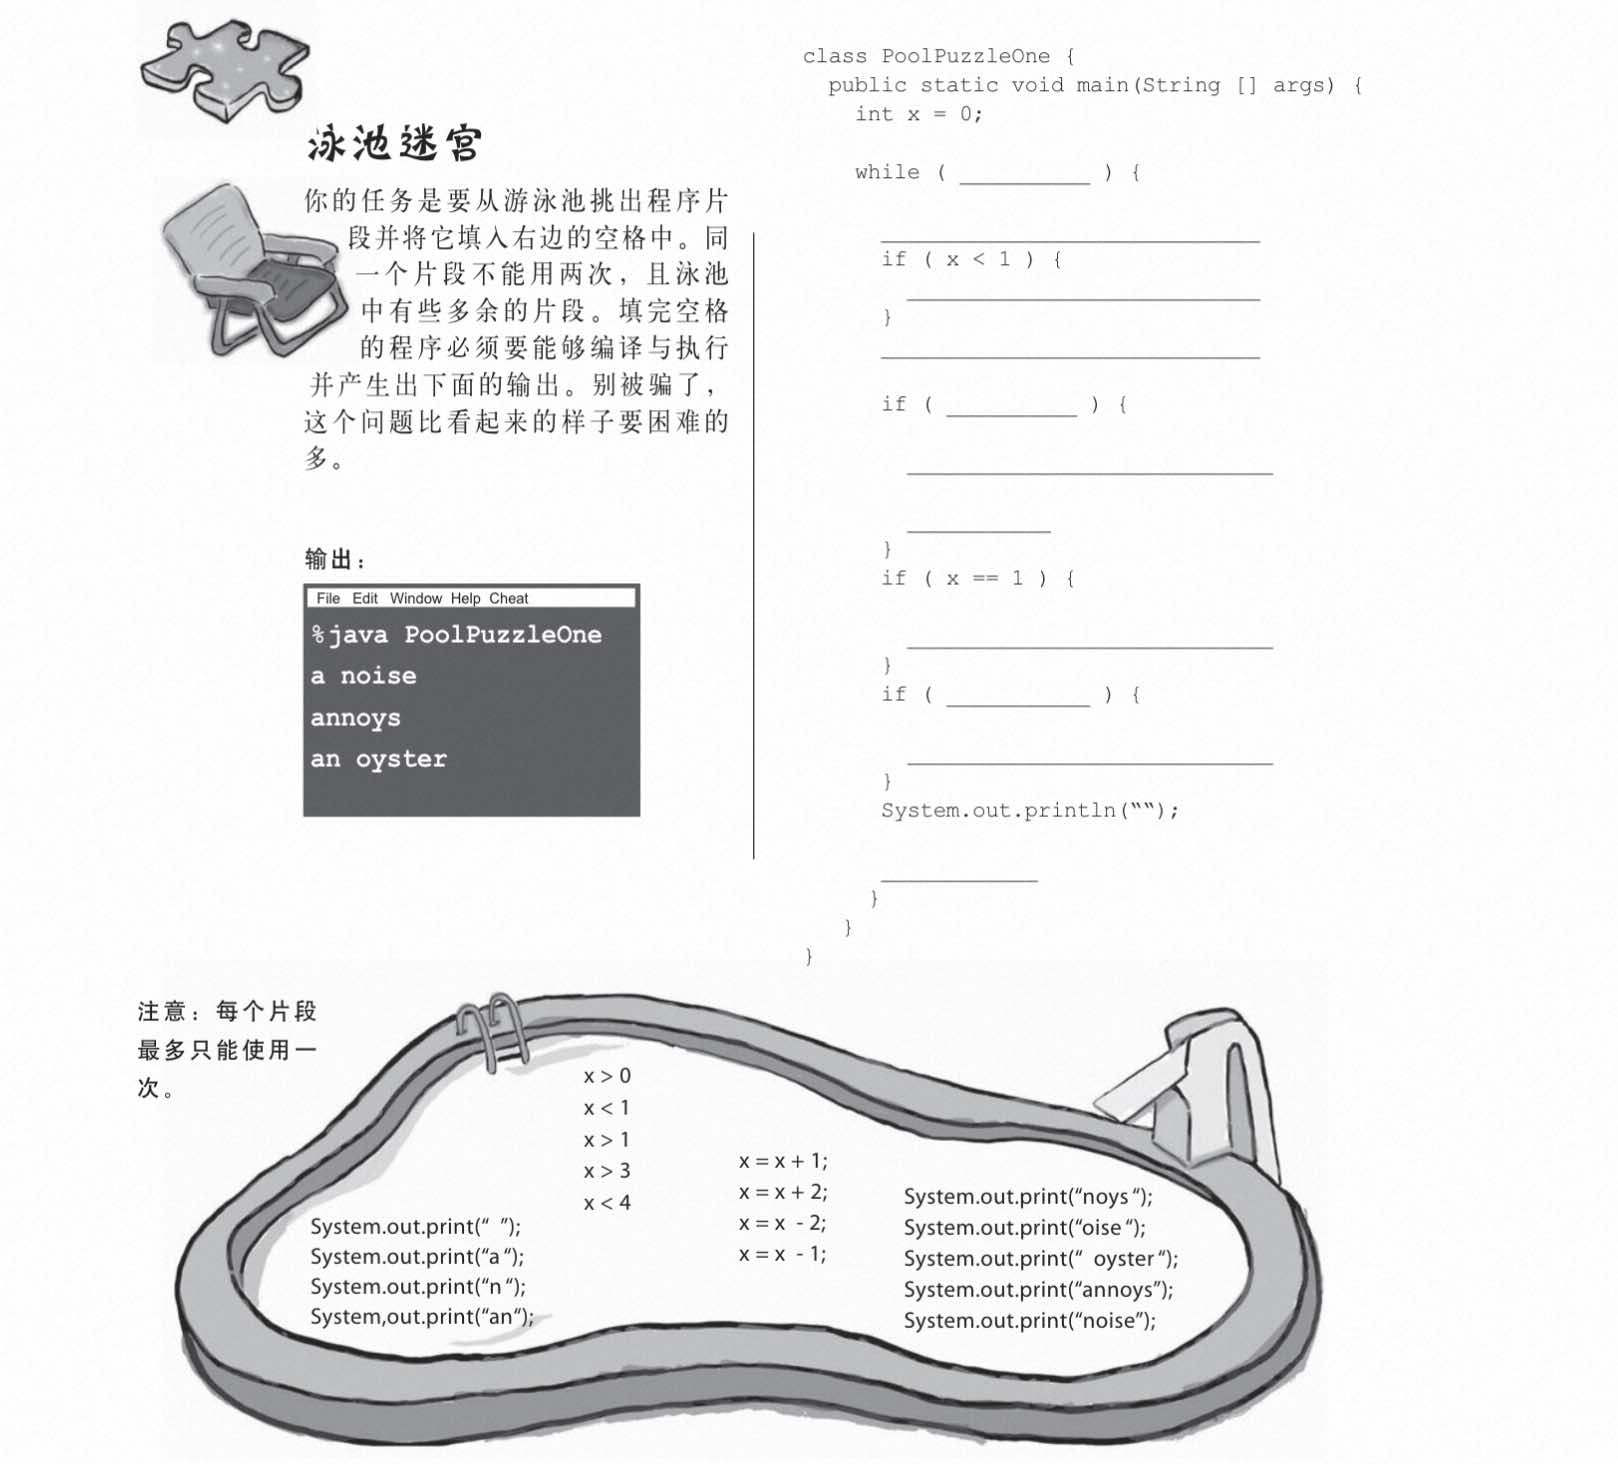 泳池迷宫
你的任务是要从游泳池挑出程序片
段并将它填入右边的空格中。同
一个片段不能用两次，且泳池
中有些多余的片段。填完空格
的程序必须要能够编译与执行
并产生出下面的输出。别被骗了，
这个问题比看起来的样子要困难的
多。
输出：
File Edit Window Help Cheat
%java PoolPuzzleOne
a noise
annoys
an oyster
class PoolPuzzleOne {
public static void main(String [] args) {
int x = 0;
while ( __________ ) {
_____________________________
if ( x < 1 ) {
___________________________
}
_____________________________
if ( __________ ) {
____________________________
___________
}
if ( x == 1 ) {
____________________________
}
if ( ___________ ) {
____________________________
}
System.out.println(““);
____________
}
}
}
注意：每个片段
最多只能使用一
次。
x > 0
x < 1
x > 1
x > 3
x < 4
x = x + 1;
x = x + 2;
x = x - 2;
x = x - 1;
System.out.print(“ ”);
System.out.print(“a “);
System.out.print(“n “);
System,out.print(“an“);
System.out.print(“noys “);
System.out.print(“oise “);
System.out.print(“ oyster “);
System.out.print(“annoys”);
System.out.print(“noise”);